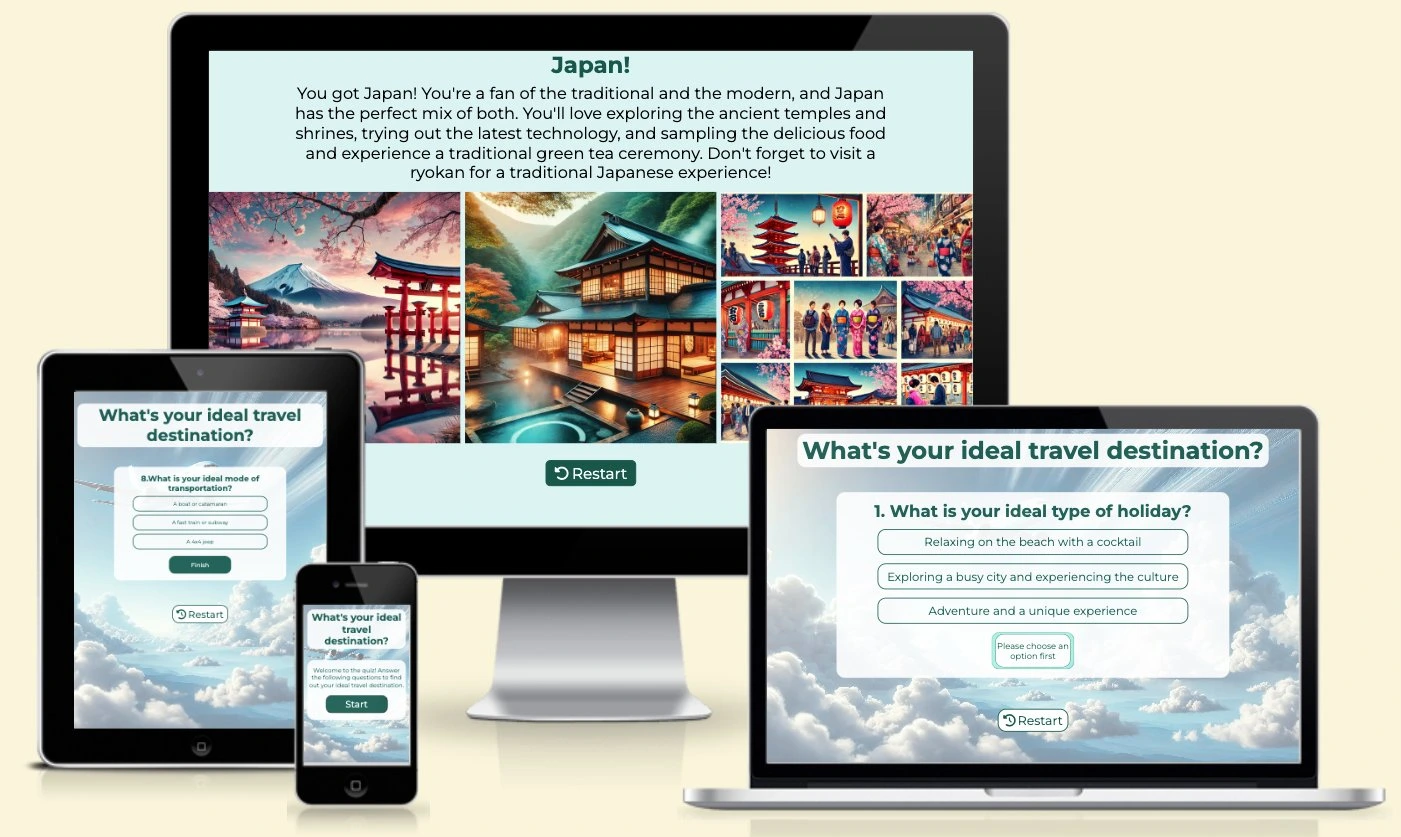 Japan!
You got Japan! You're a fan of the traditional and the modern, and Japan
has the perfect mix of both. You'll love exploring the ancient temples and
shrines, trying out the latest technology, and sampling the delicious food
and experience a traditional green tea ceremony. Don't forget to visit a
ryokan for a traditional Japanese experience!
Restart
What's your ideal travel
destination?
8.What is your ideal mode of
transportation?
A boat or catamaran
A fast train or subway
A 4x4 jeep
Finish
Restart
What's your ideal
travel
destination?
Welcome to the quiz! Answer
the following questions to find
out your ideal travel destination.
Start
What's your ideal travel destination?
1. What is your ideal type of holiday?
Relaxing on the beach with a cocktail
Exploring a busy city and experiencing the culture
Adventure and a unique experience
Please choose an
option first
Restart